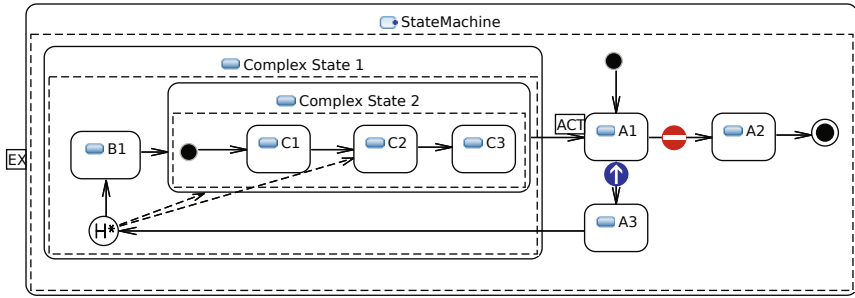 StateMachine
Complex State 1
Complex State 2
ACT
A1
A2
B1
C1
C2
C3
EX
A3
H*